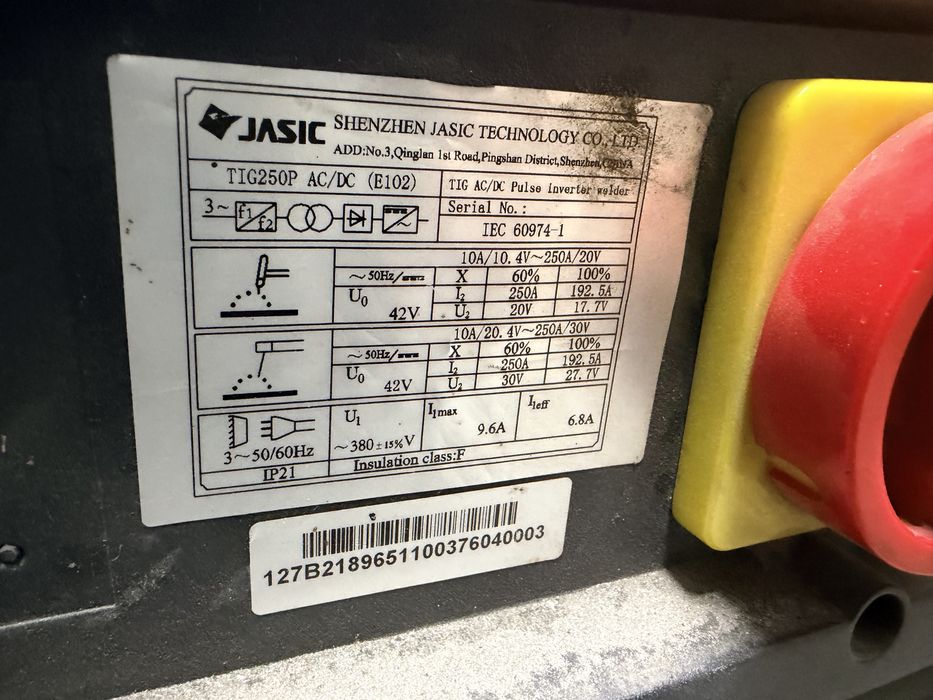 JASIC SHENZHEN JASIC TECHNOLOGY CO., LTD
ADD:No.3,Qinglan 1st Road,Pingshan District,Shenzhen,CHINA
TIG250P AC/DC (E102)
TIG AC/DC Pulse inverter welder
3~ f1 f2
Serial No.:
IEC 60974-1
10A/10.4V~250A/20V
~50Hz/ X 60% 100%
U0 42V I2 250A 192.5A
U2 20V 17.7V
10A/20.4V~250A/30V
~50Hz/ X 60% 100%
U0 42V I2 250A 192.5A
U2 30V 27.7V
3~50/60Hz U1 ~380±15%V I1max 9.6A I1eff 6.8A
IP21 Insulation class:F
127B2189651100376040003